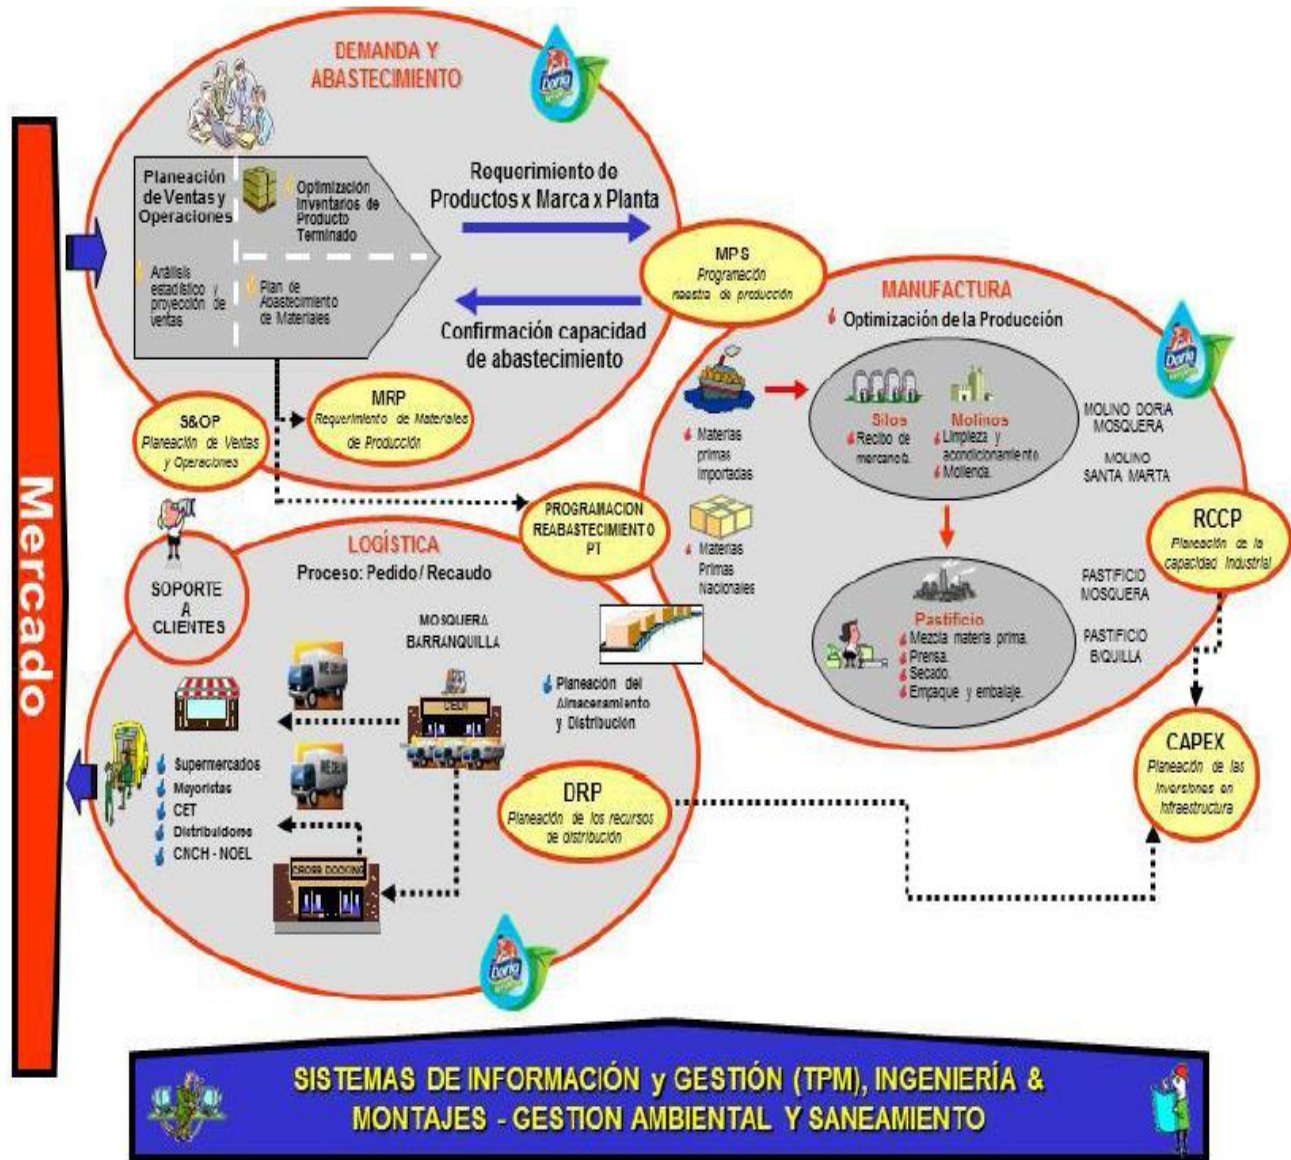 Mercado
DEMANDA Y
ABASTECIMIENTO
Doria
Planeación
de Ventas y
Operaciones
Optimización
Inventarios de
Producto
Terminado
Análisis
estadístico y
proyección de
ventas
Plan de
Abastecimiento
de Materiales
Requerimiento de
Productos x Marca x Planta
Confirmación capacidad
de abastecimiento
MPS
Programación
maestra de producción
S&OP
Planeación de Ventas
y Operaciones
MRP
Requerimiento de Materiales
de Producción
PROGRAMACION
REABASTECIMIENTO
PT
MANUFACTURA
Optimización de la Producción
Doria
Materias
primas
Importadas
Materias
Primas
Nacionales
Silos
Recibo de
mercancía.
Molinos
Limpieza y
acondicionamiento.
Molienda.
MOLINO DORIA
MOSQUERA
MOLINO
SANTA MARTA
Pastificio
Mezcla materia prima.
Prensa.
Secado.
Empaque y embalaje.
PASTIFICIO
MOSQUERA
PASTIFICIO
B/QUILLA
RCCP
Planeación de la
capacidad Industrial
CAPEX
Planeación de las
Inversiones en
Infraestructura
SOPORTE
A
CLIENTES
LOGÍSTICA
Proceso: Pedido/ Recaudo
MOSQUERA
BARRANQUILLA
CEDI
Planeación del
Almacenamiento
y Distribución
Supermercados
Mayoristas
CET
Distribuidores
CNCH - NOEL
CROSS DOCKING
DRP
Planeación de los recursos
de distribución
Doria
SISTEMAS DE INFORMACIÓN y GESTIÓN (TPM), INGENIERÍA &
MONTAJES - GESTION AMBIENTAL Y SANEAMIENTO